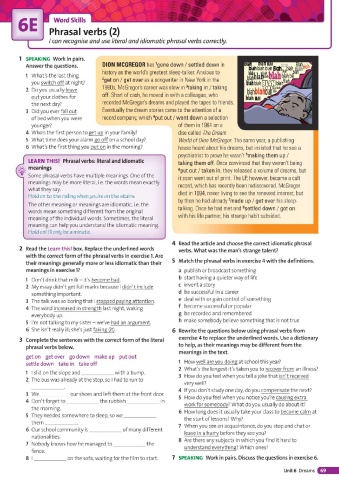 6E
Word Skills
Phrasal verbs (2)
I can recognise and use literal and idiomatic phrasal verbs correctly.
1 SPEAKING Work in pairs.
Answer the questions.
1 What's the last thing
you switch off at night?
2 Do you usually leave
out your clothes for
the next day?
3 Did you ever fall out
of bed when you were
younger?
4 Who's the first person to get up in your family?
5 What time does your alarm go off on a school day?
6 What's the first thing you put on in the morning?
LEARN THIS! Phrasal verbs: literal and idiomatic
meanings
Some phrasal verbs have multiple meanings. One of the
meanings may be more literal, i.e. the words mean exactly
what they say.
Hold on to the railing when you're on the stairs.
The other meaning or meanings are idiomatic, i.e. the
words mean something different from the original
meaning of the individual words. Sometimes, the literal
meaning can help you understand the idiomatic meaning.
2 Read the Learn this! box. Replace the underlined words
with the correct form of the phrasal verbs in exercise 1. Are
their meanings generally more or less idiomatic than their
meanings in exercise 1?
1 Don't drink that milk – it's become bad.
2 My essay didn't get full marks because I didn't include
something important.
3 The talk was so boring that I stopped paying attention.
4 The wind increased in strength last night, waking
everybody up.
5 I'm not talking to my sister – we've had an argument.
6 She isn't really ill; she's just faking it.
3 Complete the sentences with the correct form of the literal
phrasal verbs below.
get on get over go down make up put out
settle down take in take off
1 I slid on the slope and ________ with a bump.
2 The bus was already at the stop, so I had to run to
________.
3 We ________ our shoes and left them at the front door.
4 Don't forget to ________ the rubbish ________ in
the morning.
5 They needed somewhere to sleep, so we ________
them ________.
6 Our school community is ________ of many different
nationalities.
7 Nobody knows how he managed to ________ the
fence.
8 I ________ on the sofa, waiting for the film to start.
DION MCGREGOR has ¹gone down / settled down in
history as the world's greatest sleep-talker. Anxious to
²get on / get over as a songwriter in New York in the
1960s, McGregor's career was slow in ³taking in / taking
off. Short of cash, he moved in with a colleague, who
recorded McGregor's dreams and played the tapes to friends.
Eventually the dream stories came to the attention of a
record company, which ⁴put out / went down a selection
of them in 1964 on a
disc called The Dream
World of Dion McGregor. The same year, a publishing
house heard about his dreams, but insisted that he see a
psychiatrist to prove he wasn't ⁵making them up /
taking them off. Once convinced that they weren't being
⁶put out / taken in, they released a volume of dreams, but
it soon went out of print. The LP, however, became a cult
record, which has recently been rediscovered. McGregor
died in 1994, never living to see the renewed interest, but
by then he had already ⁷made up / got over his sleep-
talking. Once he had met and ⁸settled down / got on
with his life partner, his strange habit subsided.
4 Read the article and choose the correct idiomatic phrasal
verbs. What was the man's strange talent?
5 Match the phrasal verbs in exercise 4 with the definitions.
a publish or broadcast something
b start having a quieter way of life
c invent a story
d be successful in a career
e deal with or gain control of something
f become successful or popular
g be recorded and remembered
h make somebody believe something that is not true
6 Rewrite the questions below using phrasal verbs from
exercise 4 to replace the underlined words. Use a dictionary
to help, as their meanings may be different from the
meanings in the text.
1 How well are you doing at school this year?
2 What's the longest it's taken you to recover from an illness?
3 How do you feel when you tell a joke that isn't received
very well?
4 If you don't study one day, do you compensate the next?
5 How do you feel when you notice you're causing extra
work for somebody? What do you usually do about it?
6 How long does it usually take your class to become calm at
the start of lessons? Why?
7 When you see an acquaintance, do you stop and chat or
leave in a hurry before they see you?
8 Are there any subjects in which you find it hard to
understand everything? Which ones?
7 SPEAKING Work in pairs. Discuss the questions in exercise 6.
Unit 6 Dreams 69